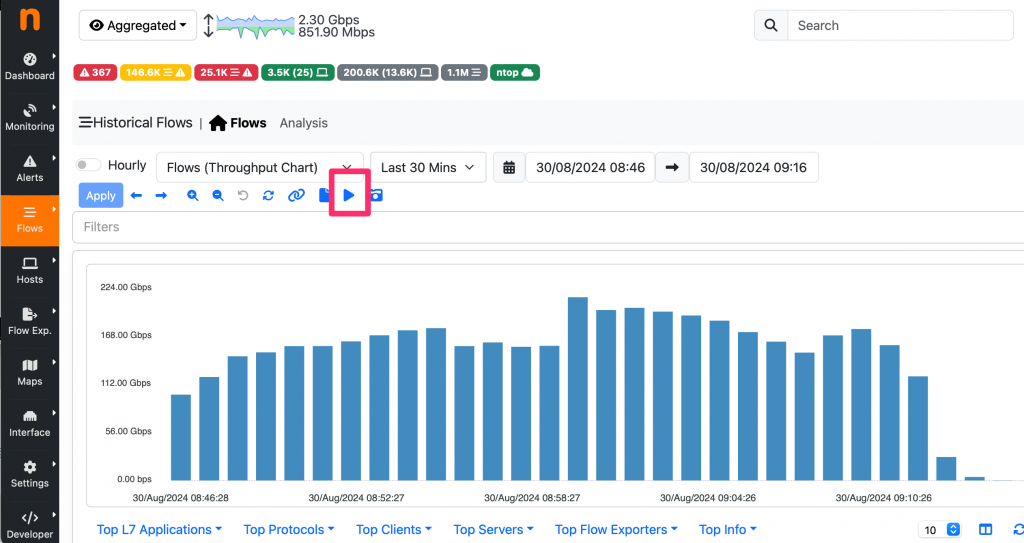 n
Aggregated
2.30 Gbps
851.90 Mbps
Search
367
146.6K
25.1K
3.5K (25)
200.6K (13.6K)
1.1M
ntop
Dashboard
Monitoring
Alerts
Flows
Hosts
Flow Exp.
Maps
Interface
Settings
Developer
Historical Flows | Flows Analysis
Hourly
Flows (Throughput Chart)
Last 30 Mins
30/08/2024 08:46
30/08/2024 09:16
Apply
Filters
224.00 Gbps
168.00 Gbps
112.00 Gbps
56.00 Gbps
0.00 bps
30/Aug/2024 08:46:28
30/Aug/2024 08:52:27
30/Aug/2024 08:58:27
30/Aug/2024 09:04:26
30/Aug/2024 09:10:26
Top L7 Applications
Top Protocols
Top Clients
Top Servers
Top Flow Exporters
Top Info
10